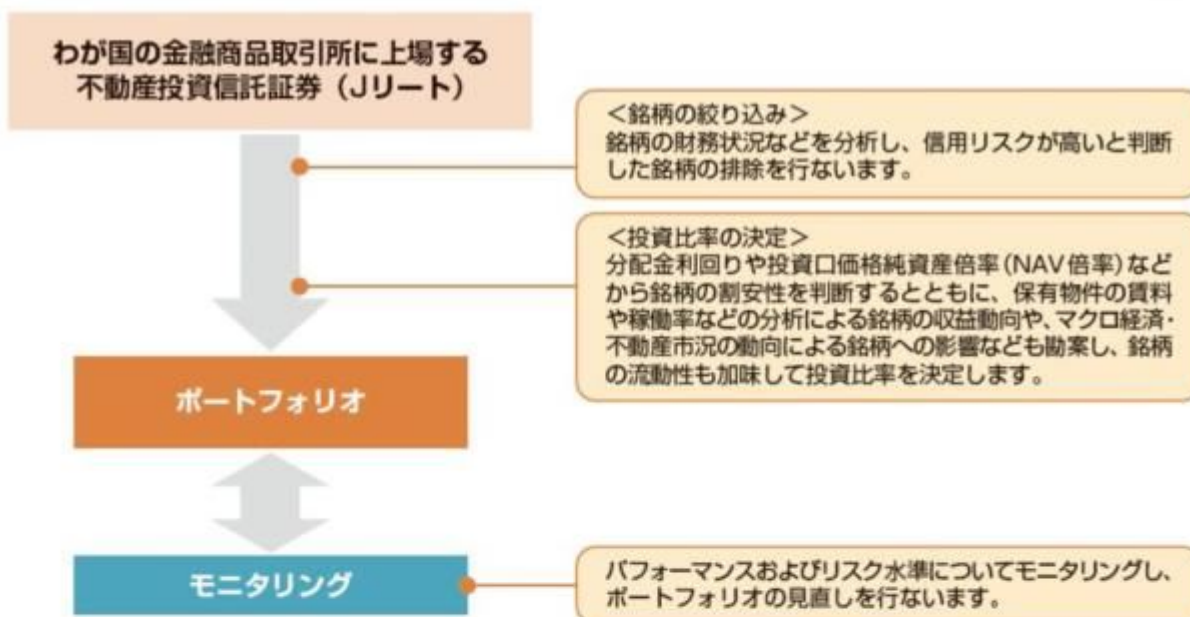 わが国の金融商品取引所に上場する
不動産投資信託証券（Jリート）
＜銘柄の絞り込み＞
銘柄の財務状況などを分析し、信用リスクが高いと判断
した銘柄の排除を行ないます。
＜投資比率の決定＞
分配金利回りや投資口価格純資産倍率（NAV倍率）など
から銘柄の割安性を判断するとともに、保有物件の賃料
や稼働率などの分析による銘柄の収益動向や、マクロ経済・
不動産市況の動向による銘柄への影響なども勘案し、銘柄
の流動性も加味して投資比率を決定します。
ポートフォリオ
モニタリング
パフォーマンスおよびリスク水準についてモニタリングし、
ポートフォリオの見直しを行ないます。